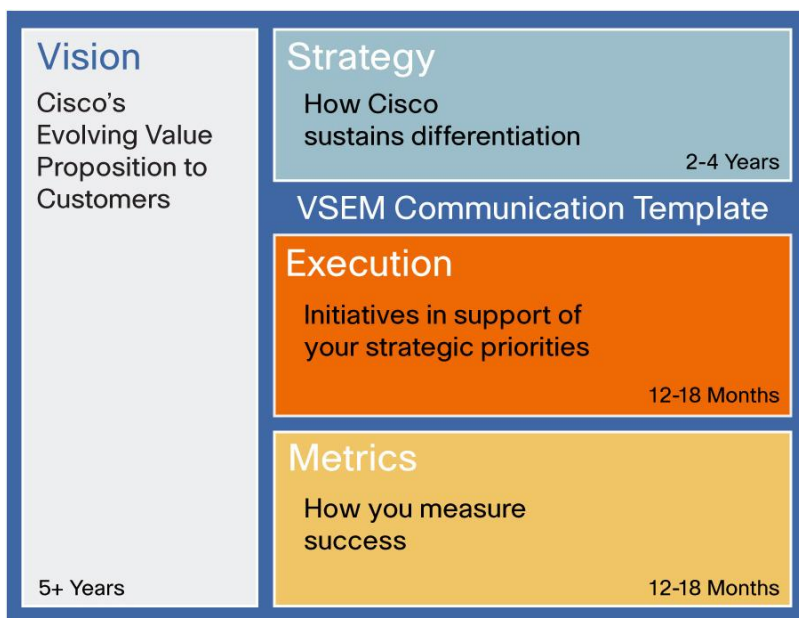 Vision
Cisco's
Evolving Value
Proposition to
Customers
5+ Years
Strategy
How Cisco
sustains differentiation
2-4 Years
VSEM Communication Template
Execution
Initiatives in support of
your strategic priorities
12-18 Months
Metrics
How you measure
success
12-18 Months